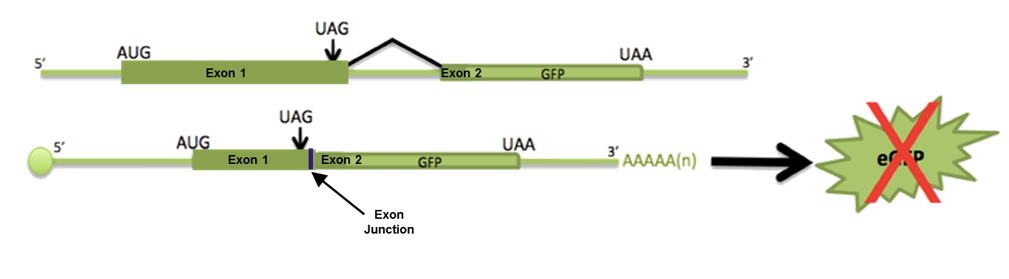 UAG
AUG
UAA
5’
3’
Exon 1
Exon 2
GFP
UAG
AUG
UAA
5’
3’
AAAAA(n)
Exon 1
Exon 2
GFP
eGFP
Exon
Junction